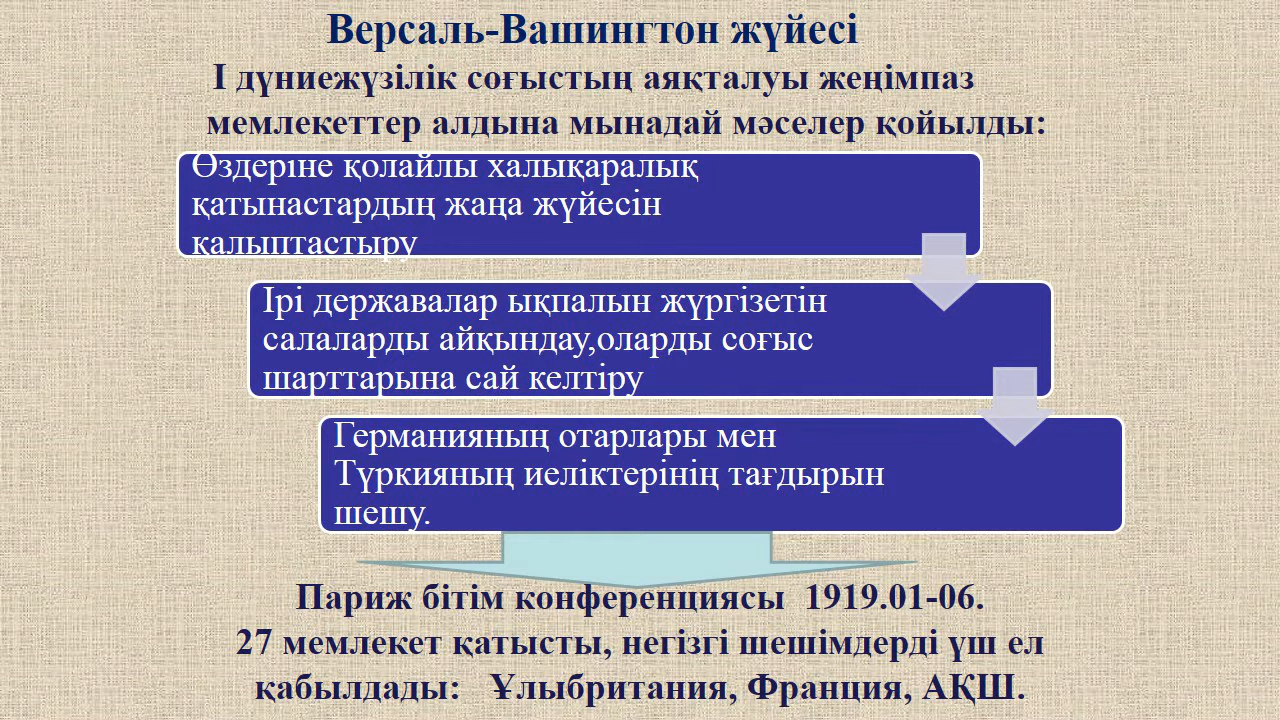 Версаль-Вашингтон жүйесі
І дүниежүзілік соғыстың аяқталуы жеңімпаз
мемлекеттер алдына мынадай мәселер қойылды:
Өздеріне қолайлы халықаралық
қатынастардың жаңа жүйесін
қалыптастыру
Ірі державалар ықпалын жүргізетін
салаларды айқындау,оларды соғыс
шарттарына сай келтіру
Германияның отарлары мен
Түркияның иеліктерінің тағдырын
шешу.
Париж бітім конференциясы 1919.01-06.
27 мемлекет қатысты, негізгі шешімдерді үш ел
қабылдады: Ұлыбритания, Франция, АҚШ.